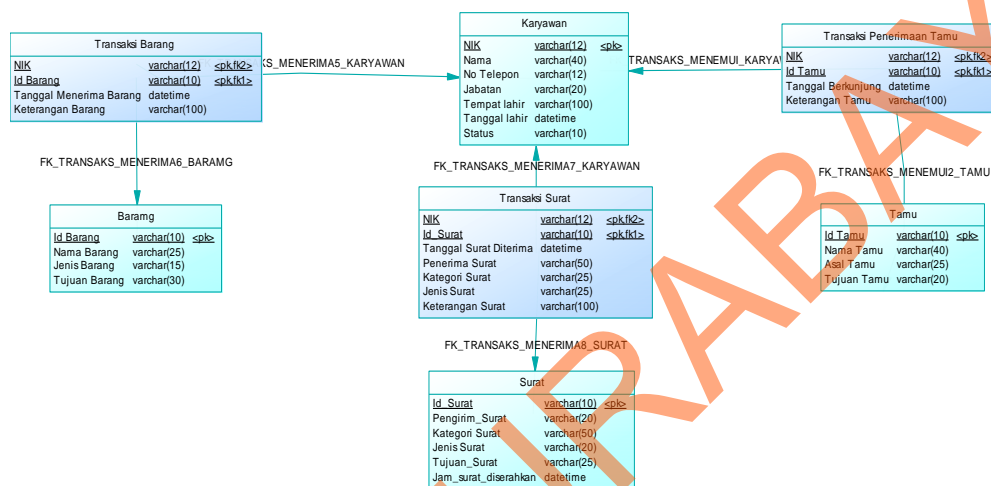 Transaksi Barang
NIK varchar(12) <pk,fk2>
Id Barang varchar(10) <pk,fk1>
Tanggal Menerima Barang datetime
Keterangan Barang varchar(100)
KS_MENERIMA5_KARYAWAN
Karyawan
NIK varchar(12) <pk>
Nama varchar(40)
No Telepon varchar(12)
Jabatan varchar(20)
Tempat lahir varchar(100)
Tanggal lahir datetime
Status varchar(10)
TRANSAKS_MENEMUI_KARYA
Transaksi Penerimaan Tamu
NIK varchar(12) <pk,fk2>
Id Tamu varchar(10) <pk,fk1>
Tanggal Berkunjung datetime
Keterangan Tamu varchar(100)
FK_TRANSAKS_MENERIMA6_BARAMG
FK_TRANSAKS_MENERIMA7_KARYAWAN
FK_TRANSAKS_MENEMUI2_TAMU
Baramg
Id Barang varchar(10) <pk>
Nama Barang varchar(25)
Jenis Barang varchar(15)
Tujuan Barang varchar(30)
Transaksi Surat
NIK varchar(12) <pk,fk2>
Id_Surat varchar(10) <pk,fk1>
Tanggal Surat Diterima datetime
Penerima Surat varchar(50)
Kategori Surat varchar(25)
Jenis Surat varchar(25)
Keterangan Surat varchar(100)
Tamu
Id Tamu varchar(10) <pk>
Nama Tamu varchar(40)
Asal Tamu varchar(25)
Tujuan Tamu varchar(20)
FK_TRANSAKS_MENERIMA8_SURAT
Surat
Id_Surat varchar(10) <pk>
Pengirim_Surat varchar(20)
Kategori Surat varchar(50)
Jenis Surat varchar(20)
Tujuan_Surat varchar(25)
Jam_surat_diserahkan datetime
RABA